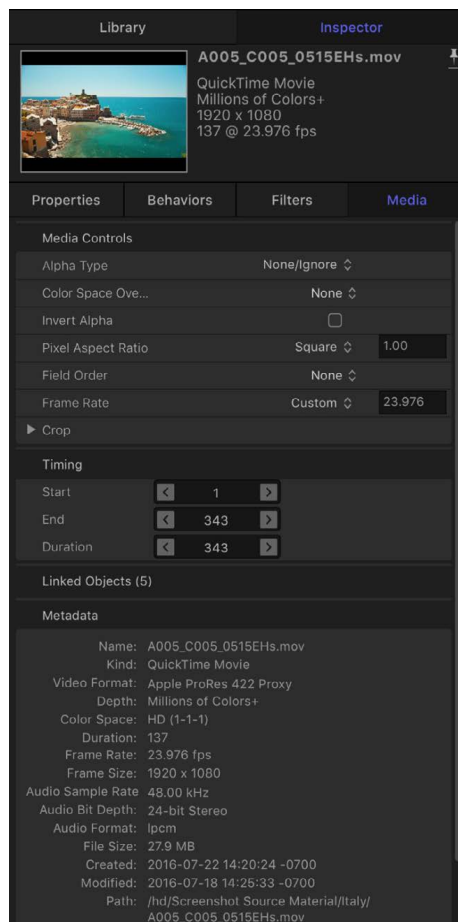 Library Inspector
A005_C005_0515EHs.mov
QuickTime Movie
Millions of Colors+
1920 x 1080
137 @ 23.976 fps
Properties Behaviors Filters Media
Media Controls
Alpha Type None/Ignore
Color Space Ove... None
Invert Alpha
Pixel Aspect Ratio Square 1.00
Field Order None
Frame Rate Custom 23.976
Crop
Timing
Start 1
End 343
Duration 343
Linked Objects (5)
Metadata
Name: A005_C005_0515EHs.mov
Kind: QuickTime Movie
Video Format: Apple ProRes 422 Proxy
Depth: Millions of Colors+
Color Space: HD (1-1-1)
Duration: 137
Frame Rate: 23.976 fps
Frame Size: 1920 x 1080
Audio Sample Rate 48.00 kHz
Audio Bit Depth: 24-bit Stereo
Audio Format: lpcm
File Size: 27.9 MB
Created: 2016-07-22 14:20:24 -0700
Modified: 2016-07-18 14:25:33 -0700
Path: /hd/Screenshot Source Material/Italy/
A005_C005_0515EHs.mov